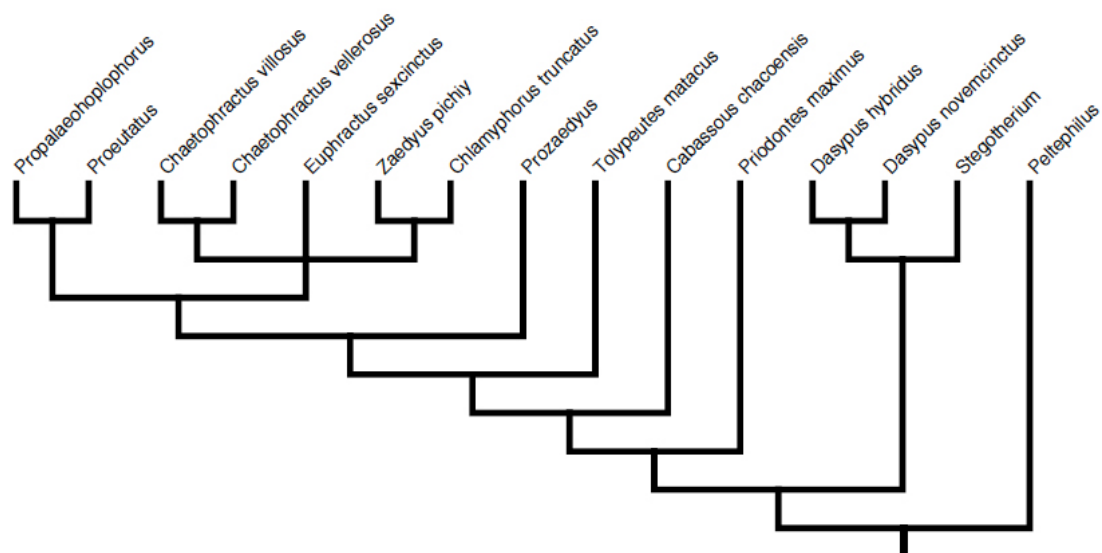 Propalaeohoplophorus
Proeutatus
Chaetophractus villosus
Chaetophractus vellerosus
Euphractus sexcinctus
Zaedyus pichiy
Chlamyphorus truncatus
Prozaedyus
Tolypeutes matacus
Cabassous chacoensis
Priodontes maximus
Dasypus hybridus
Dasypus novemcinctus
Stegotherium
Peltephilus